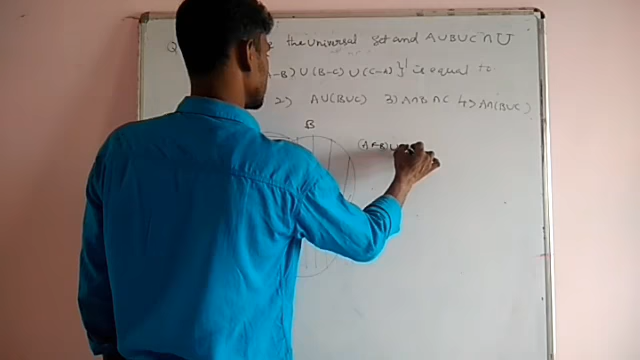 Q
the Universal set and A∪B∪C ∩ U
-B) ∪ (B-C) ∪ (C-A)}' is equal to
2) A∪(B∪C) 3) A∩B∩C 4) A∩(B∪C)
B
(A-B)∪